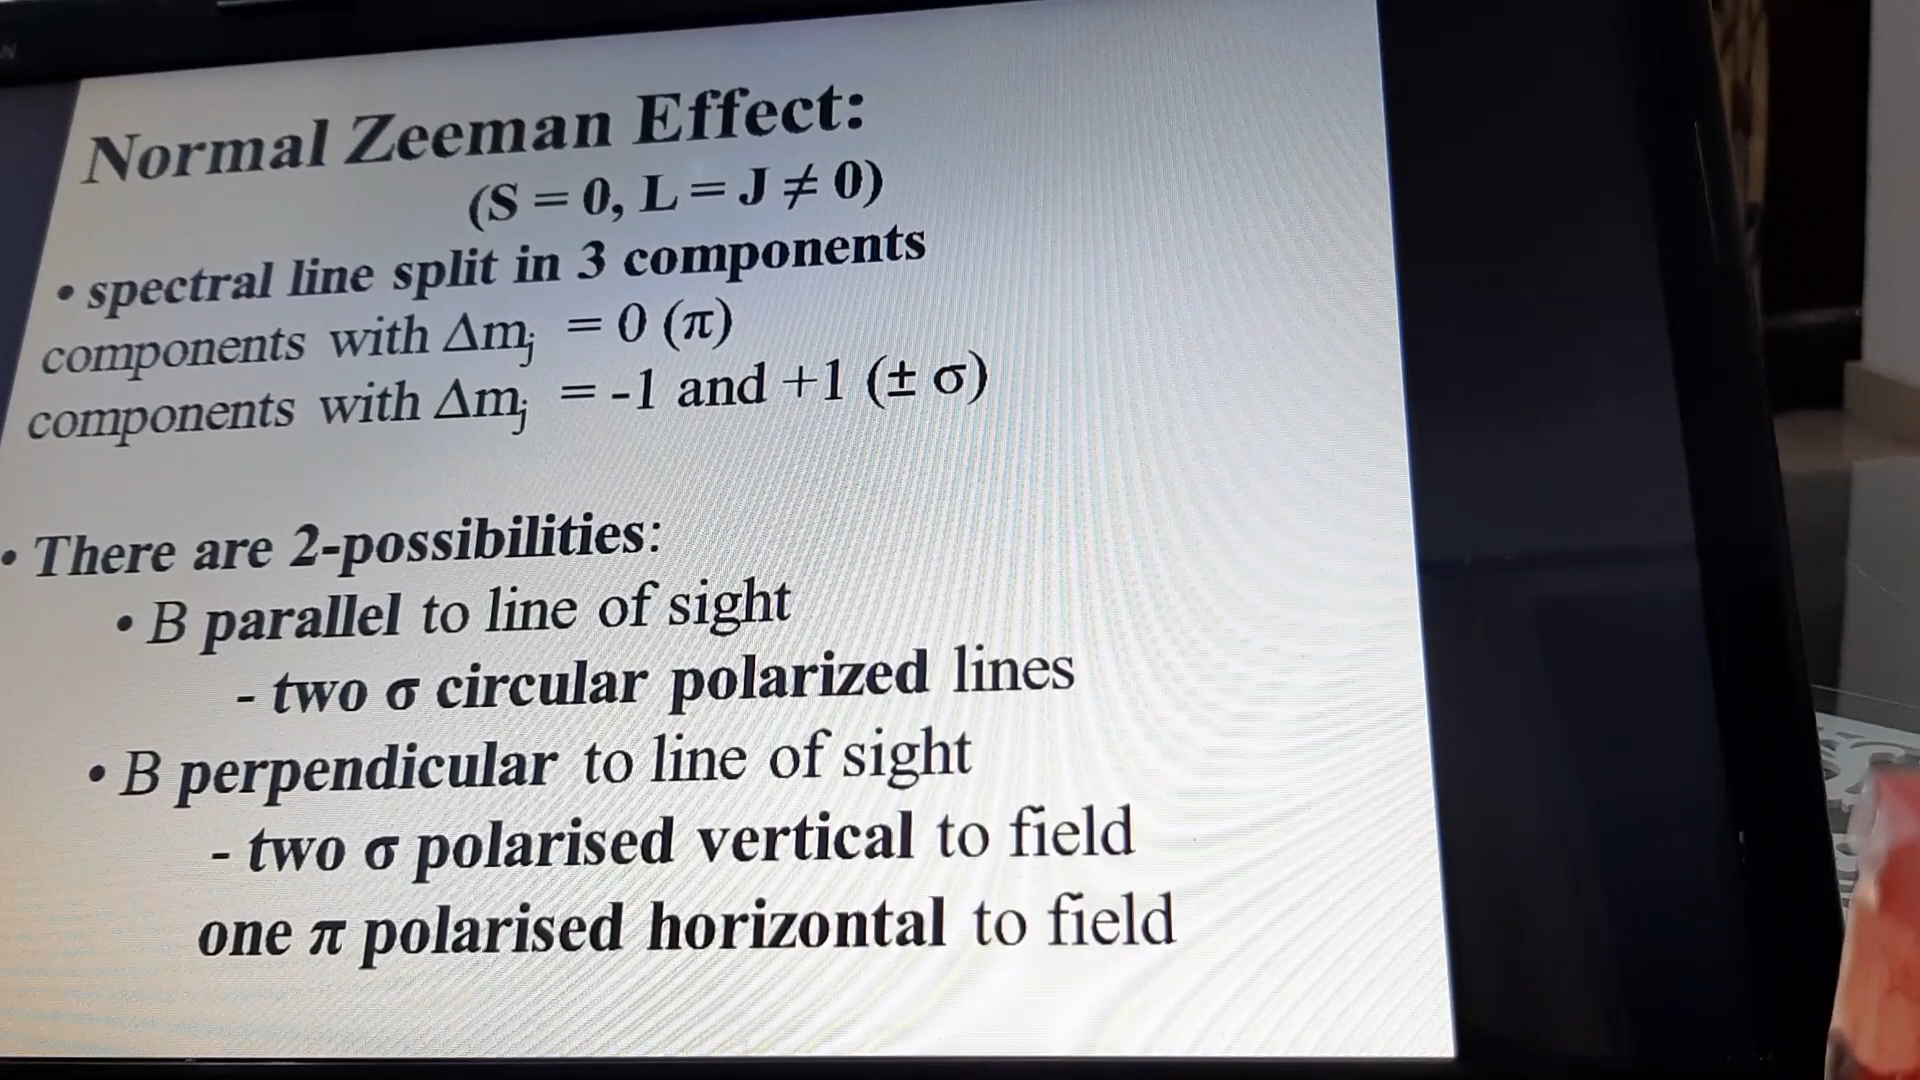 Normal Zeeman Effect:
(S = 0, L = J ≠ 0)
• spectral line split in 3 components
components with Δmj = 0 (π)
components with Δmj = -1 and +1 (± σ)
• There are 2-possibilities:
• B parallel to line of sight
- two σ circular polarized lines
• B perpendicular to line of sight
- two σ polarised vertical to field
one π polarised horizontal to field